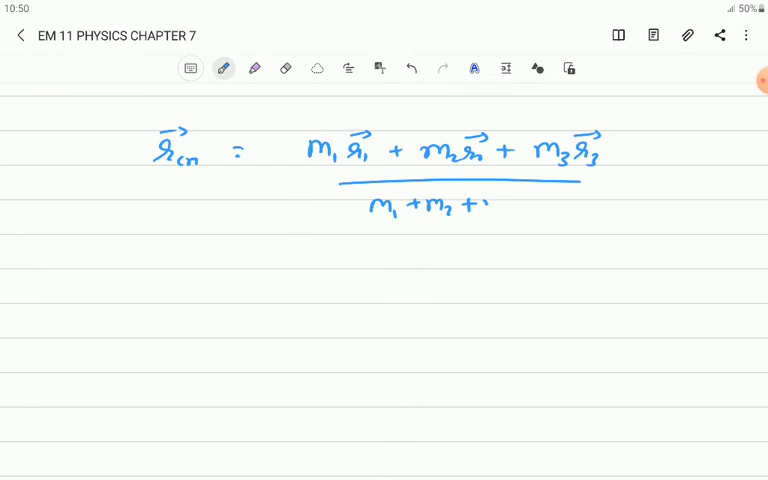 10:50
50%
EM 11 PHYSICS CHAPTER 7
r⃗cm = m₁r⃗₁ + m₂r⃗₂ + m₃r⃗₃
m₁ + m₂ +